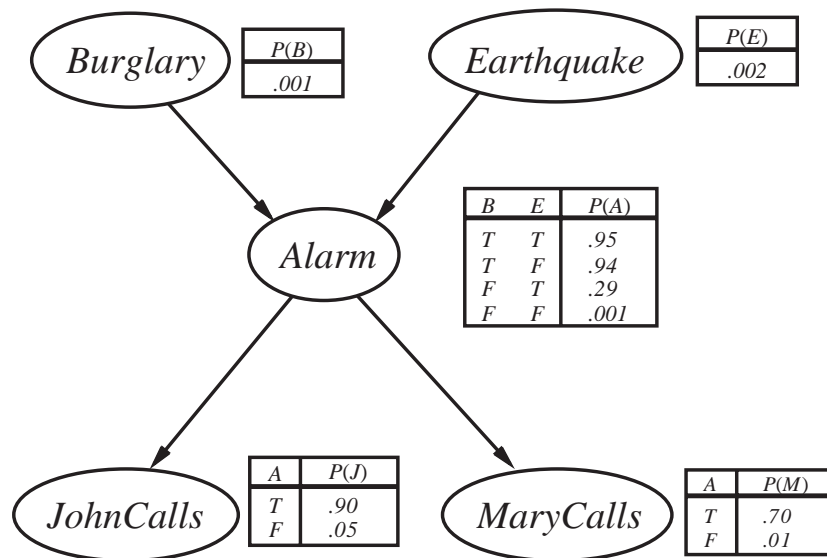 Burglary
P(B)
.001
Earthquake
P(E)
.002
Alarm
B E P(A)
T T .95
T F .94
F T .29
F F .001
JohnCalls
A P(J)
T .90
F .05
MaryCalls
A P(M)
T .70
F .01